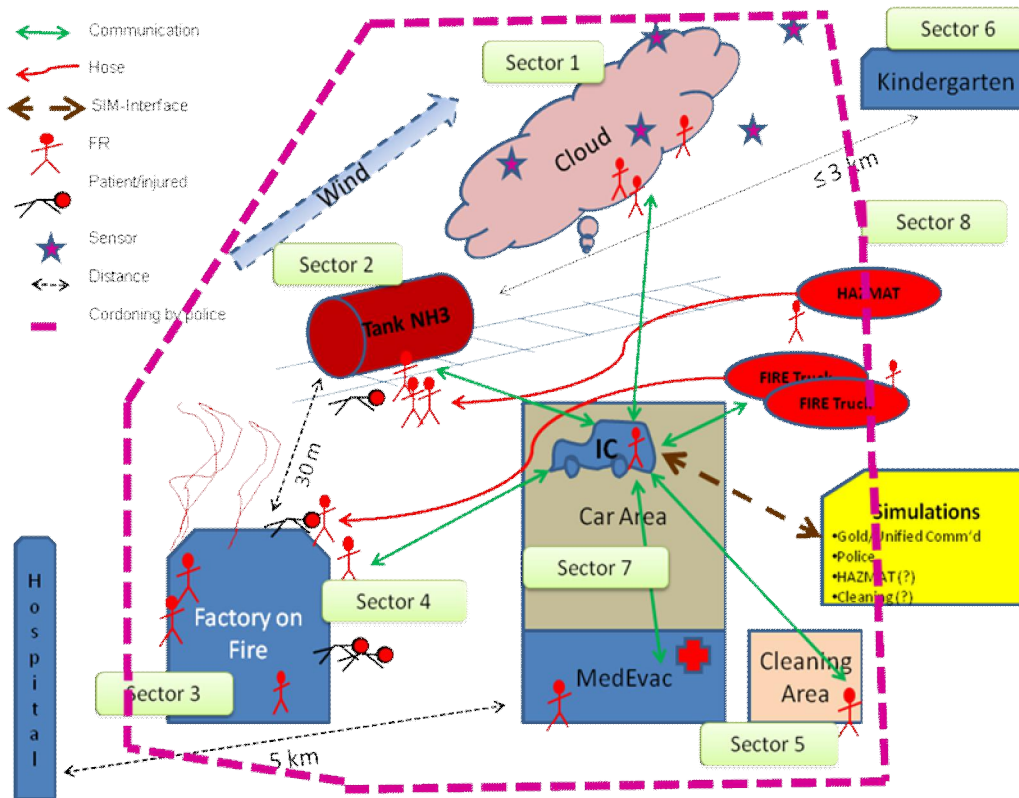 Communication
Hose
SIM-Interface
FR
Patient/injured
Sensor
Distance
Cordoning by police
Sector 1
Sector 6
Kindergarten
Cloud
Wind
≤ 3 km
Sector 8
Sector 2
HAZMAT
Tank NH3
FIRE Truck
FIRE Truck
30 m
IC
Car Area
Simulations
•Gold/Unified Comm'd
•Police
•HAZMAT (?)
•Cleaning (?)
Hospital
Sector 7
Sector 4
Factory on
Fire
MedEvac
Cleaning
Area
Sector 3
Sector 5
5 km